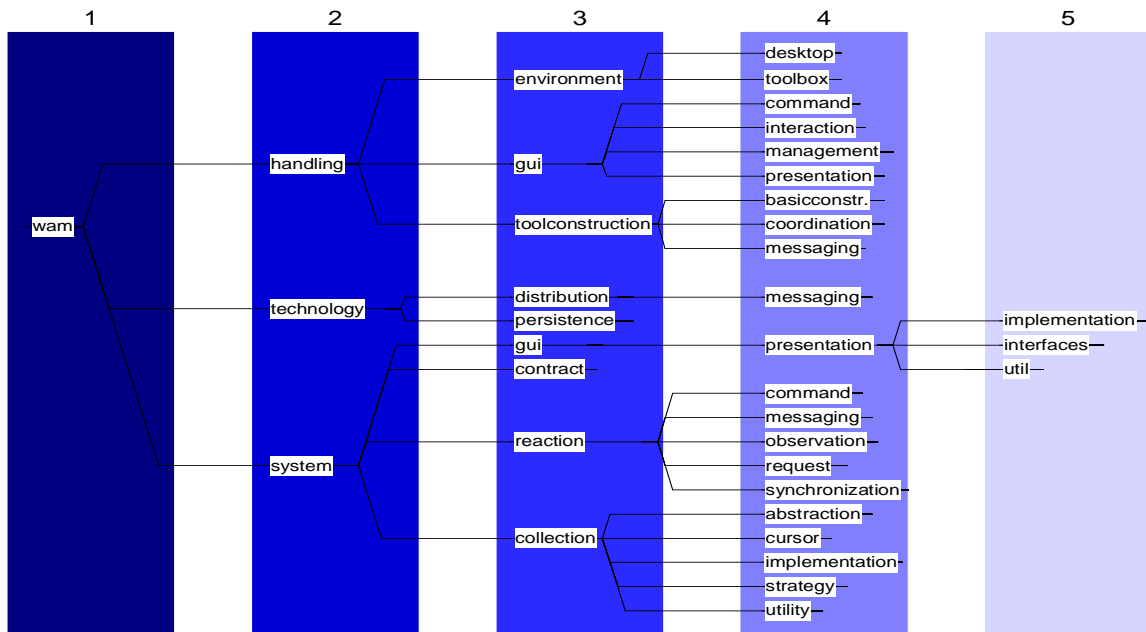 1 2 3 4 5
desktop
environment toolbox
command
interaction
handling gui management
presentation
basicconstr.
wam toolconstruction coordination
messaging
distribution messaging
technology
persistence implementation
gui presentation interfaces
contract util
command
messaging
reaction observation
system request
synchronization
abstraction
collection cursor
implementation
strategy
utility